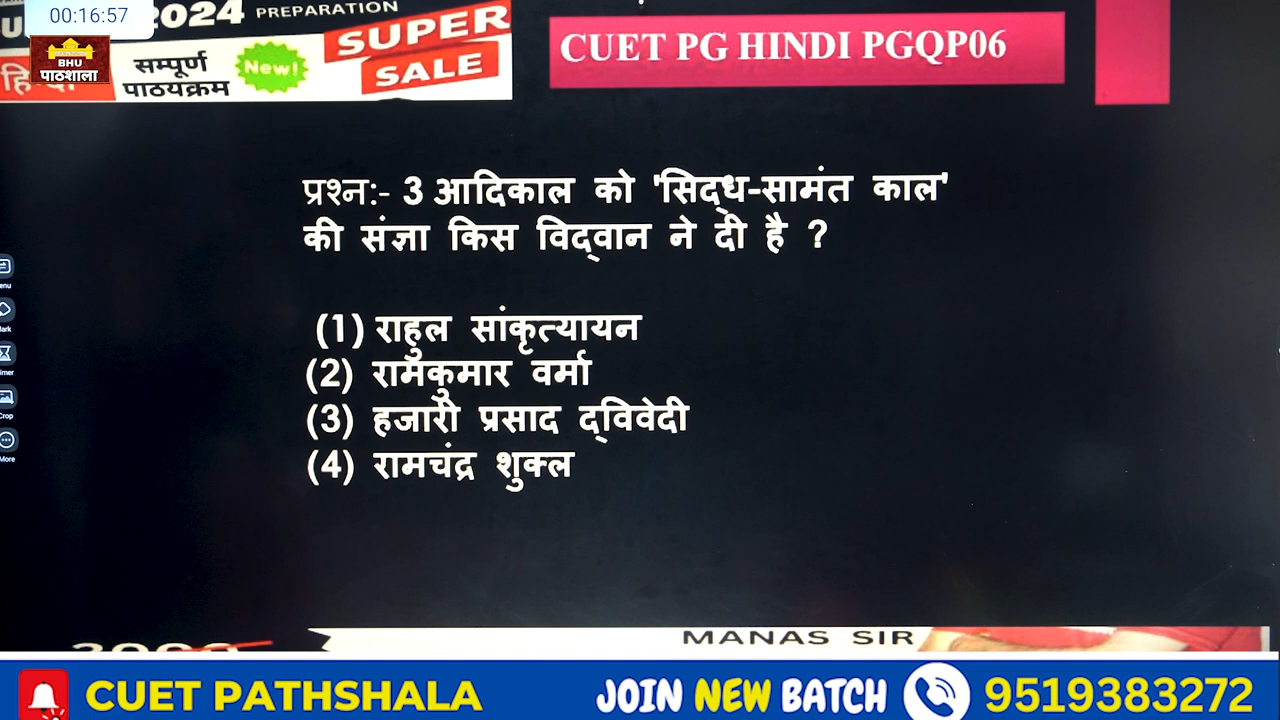 00:16:57
2024 PREPARATION
BHU
पाठशाला
सम्पूर्ण
पाठयक्रम
New!
SUPER
SALE
CUET PG HINDI PGQP06
प्रश्न:- 3 आदिकाल को 'सिद्ध-सामंत काल'
की संज्ञा किस विद्वान ने दी है ?
(1) राहुल सांकृत्यायन
(2) रामकुमार वर्मा
(3) हजारी प्रसाद द्विवेदी
(4) रामचंद्र शुक्ल
Crop
More
MANAS SIR
CUET PATHSHALA
JOIN NEW BATCH
9519383272